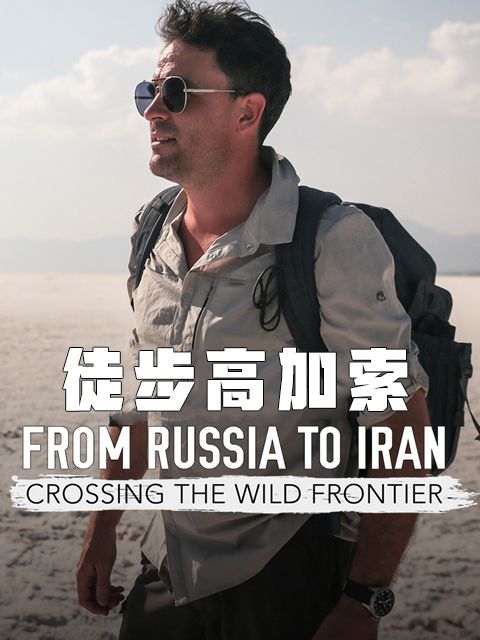 徒步高加索
FROM RUSSIA TO IRAN
CROSSING THE WILD FRONTIER